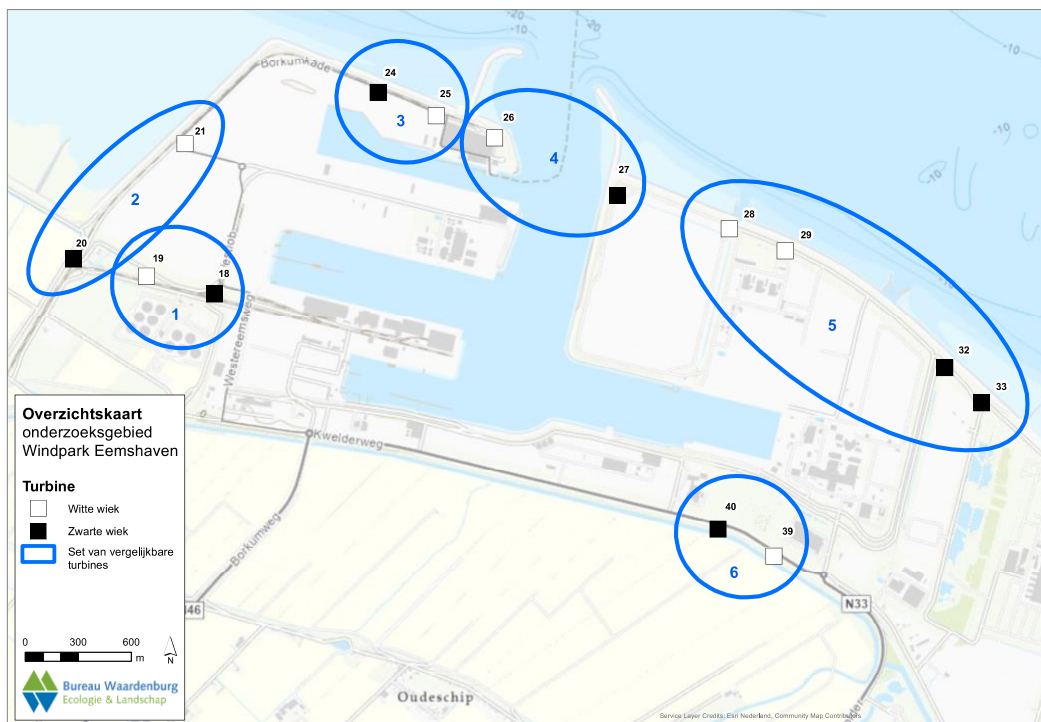 -20
-10
-20
-10
-10
-10
Borkumkade
24
25
3
26
21
4
27
2
28
29
20
19
18
1
5
Westereemsweg
32
33
Kwelderweg
40
39
6
Borkumweg
N33
N46
Oudeschip
Overzichtskaart
onderzoeksgebied
Windpark Eemshaven
Turbine
Witte wiek
Zwarte wiek
Set van vergelijkbare
turbines
0 300 600
m
N
Bureau Waardenburg
Ecologie & Landschap
Service Layer Credits: Esri Nederland, Community Map Contributors